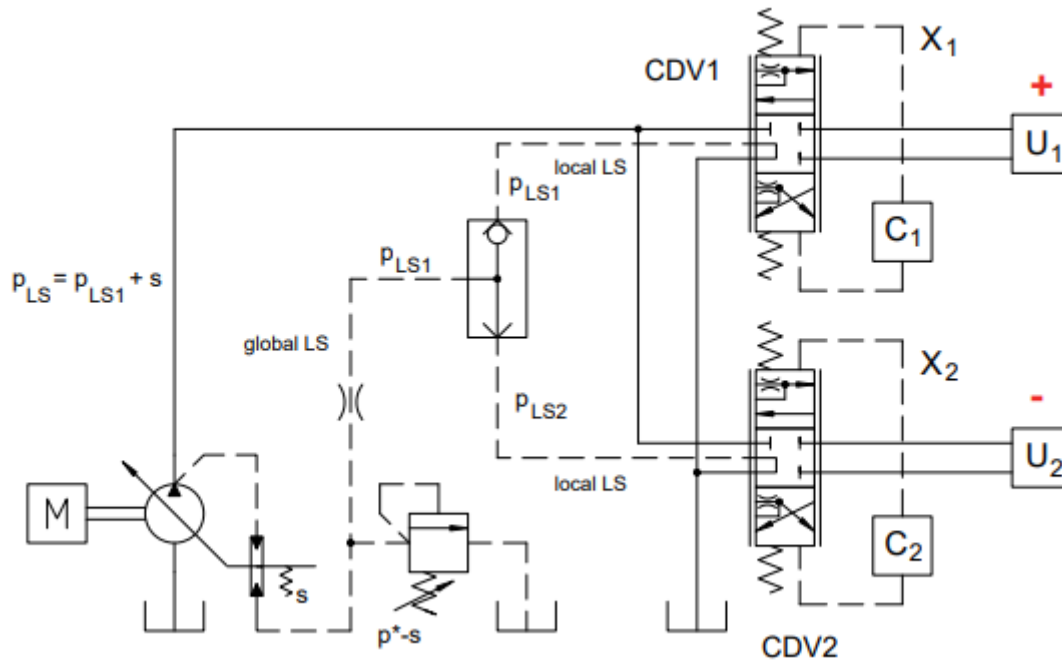 X1
CDV1
+
U1
local LS
pLS1
C1
pLS1
pLS = pLS1 + s
global LS
X2
pLS2
-
U2
local LS
M
C2
s
p*-s
CDV2